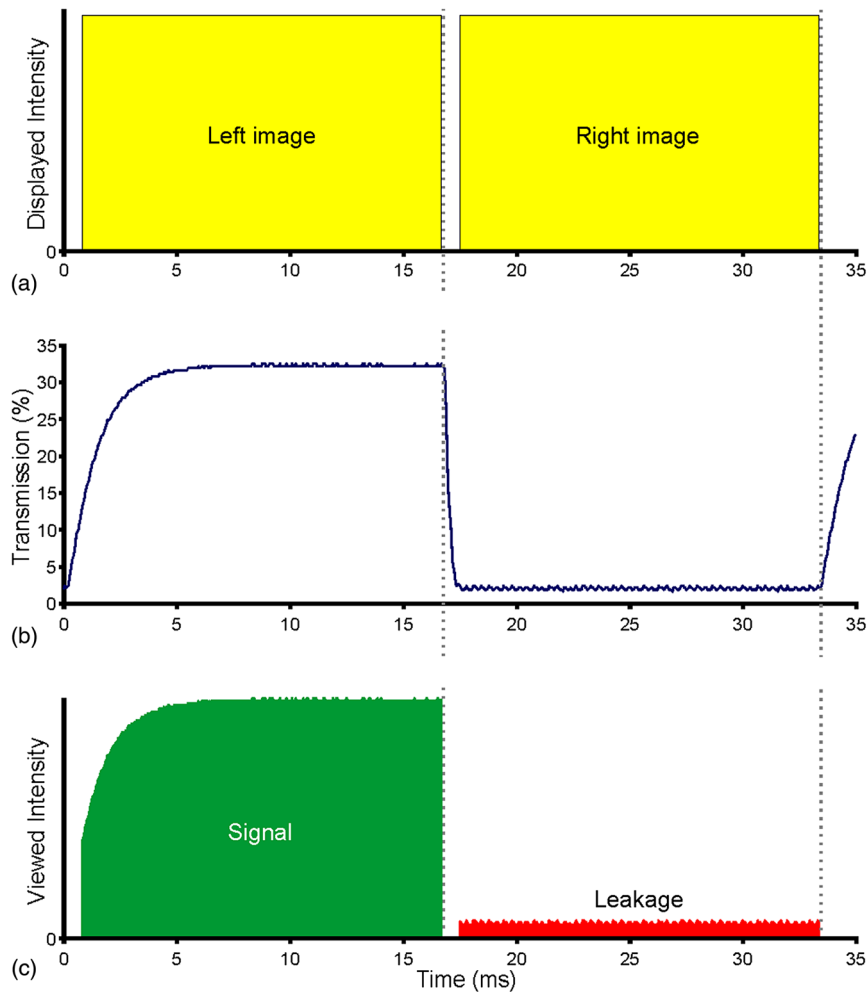 Displayed Intensity
Left image
Right image
0
0 5 10 15 20 25 30 35
(a)
Transmission (%)
35
30
25
20
15
10
5
0
0 5 10 15 20 25 30 35
(b)
Viewed Intensity
Signal
Leakage
0
0 5 10 15 20 25 30 35
(c)
Time (ms)